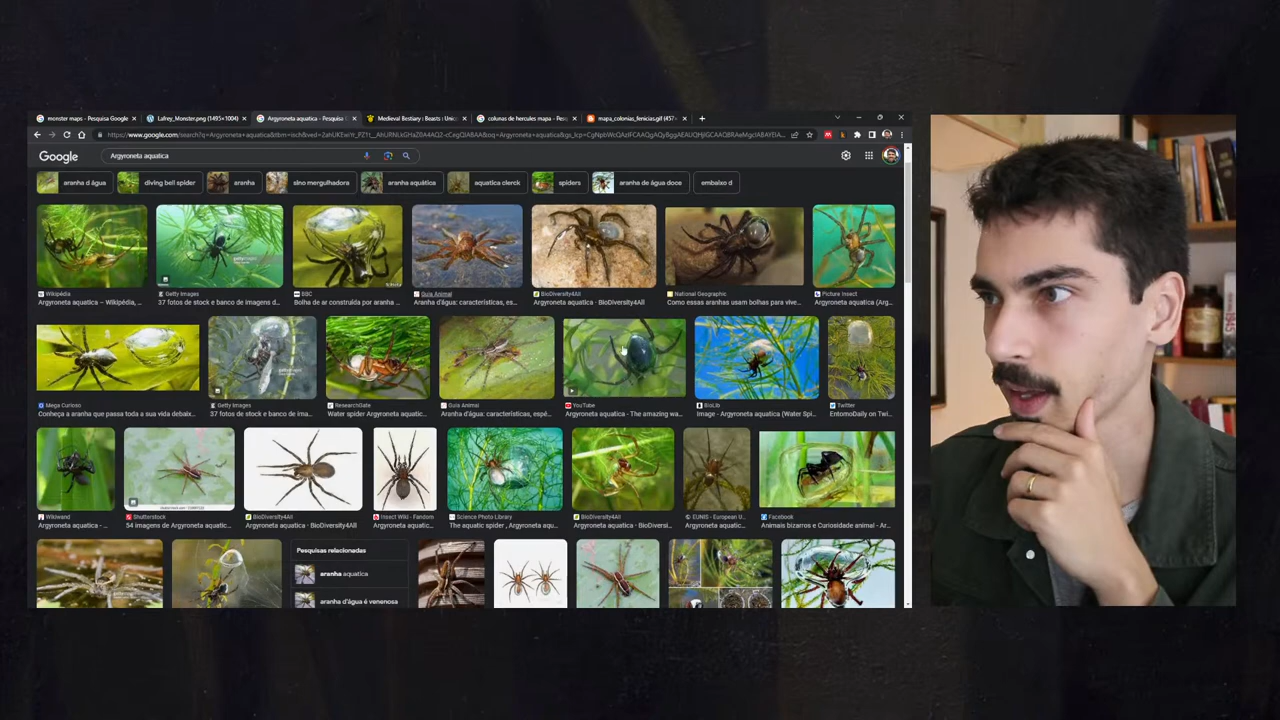 monster maps - Pesquisa Google
Lafrey_Monster.png (1495×1004)
Argyroneta aquatica - Pesquisa
Medieval Bestiary : Beasts : Unic
colunas de hercules mapa - Pesq
mapa_colonias_fenicias.gif (457×
Google
Argyroneta aquatica
aranha d água
diving bell spider
aranha
sino mergulhadora
aranha aquática
aquatica clerck
spiders
aranha de água doce
embaixo d
Wikipédia
Argyroneta aquatica – Wikipédia, ...
Getty Images
37 fotos de stock e banco de imagens d...
BBC
Bolha de ar construída por aranha ...
Guia Animal
Aranha d'água: características, es...
BioDiversity4All
Argyroneta aquatica · BioDiversity4All
National Geographic
Como essas aranhas usam bolhas para vive...
Picture Insect
Argyroneta aquatica (Arg...
Mega Curioso
Conheça a aranha que passa toda a sua vida debaix...
Getty Images
37 fotos de stock e banco de ima...
ResearchGate
Water spider Argyroneta aquatic...
Guia Animal
Aranha d'água: características, espé...
YouTube
Argyroneta aquatica - The amazing wa...
BioLib
Image - Argyroneta aquatica (Water Spi...
Twitter
EntomoDaily on Twi...
Wikiwand
Argyroneta aquatica - ...
Shutterstock
54 imagens de Argyroneta aquatic...
BioDiversity4All
Argyroneta aquatica · BioDiversity4All
Insect Wiki - Fandom
Argyroneta aquatic...
Science Photo Library
The aquatic spider , Argyroneta aqu...
BioDiversity4All
Argyroneta aquatica · BioDiversi...
EUNIS - European U...
Argyroneta aquatic...
Facebook
Animais bizarros e Curiosidade animal - Ar...
Pesquisas relacionadas
aranha aquatica
aranha d'água é venenosa